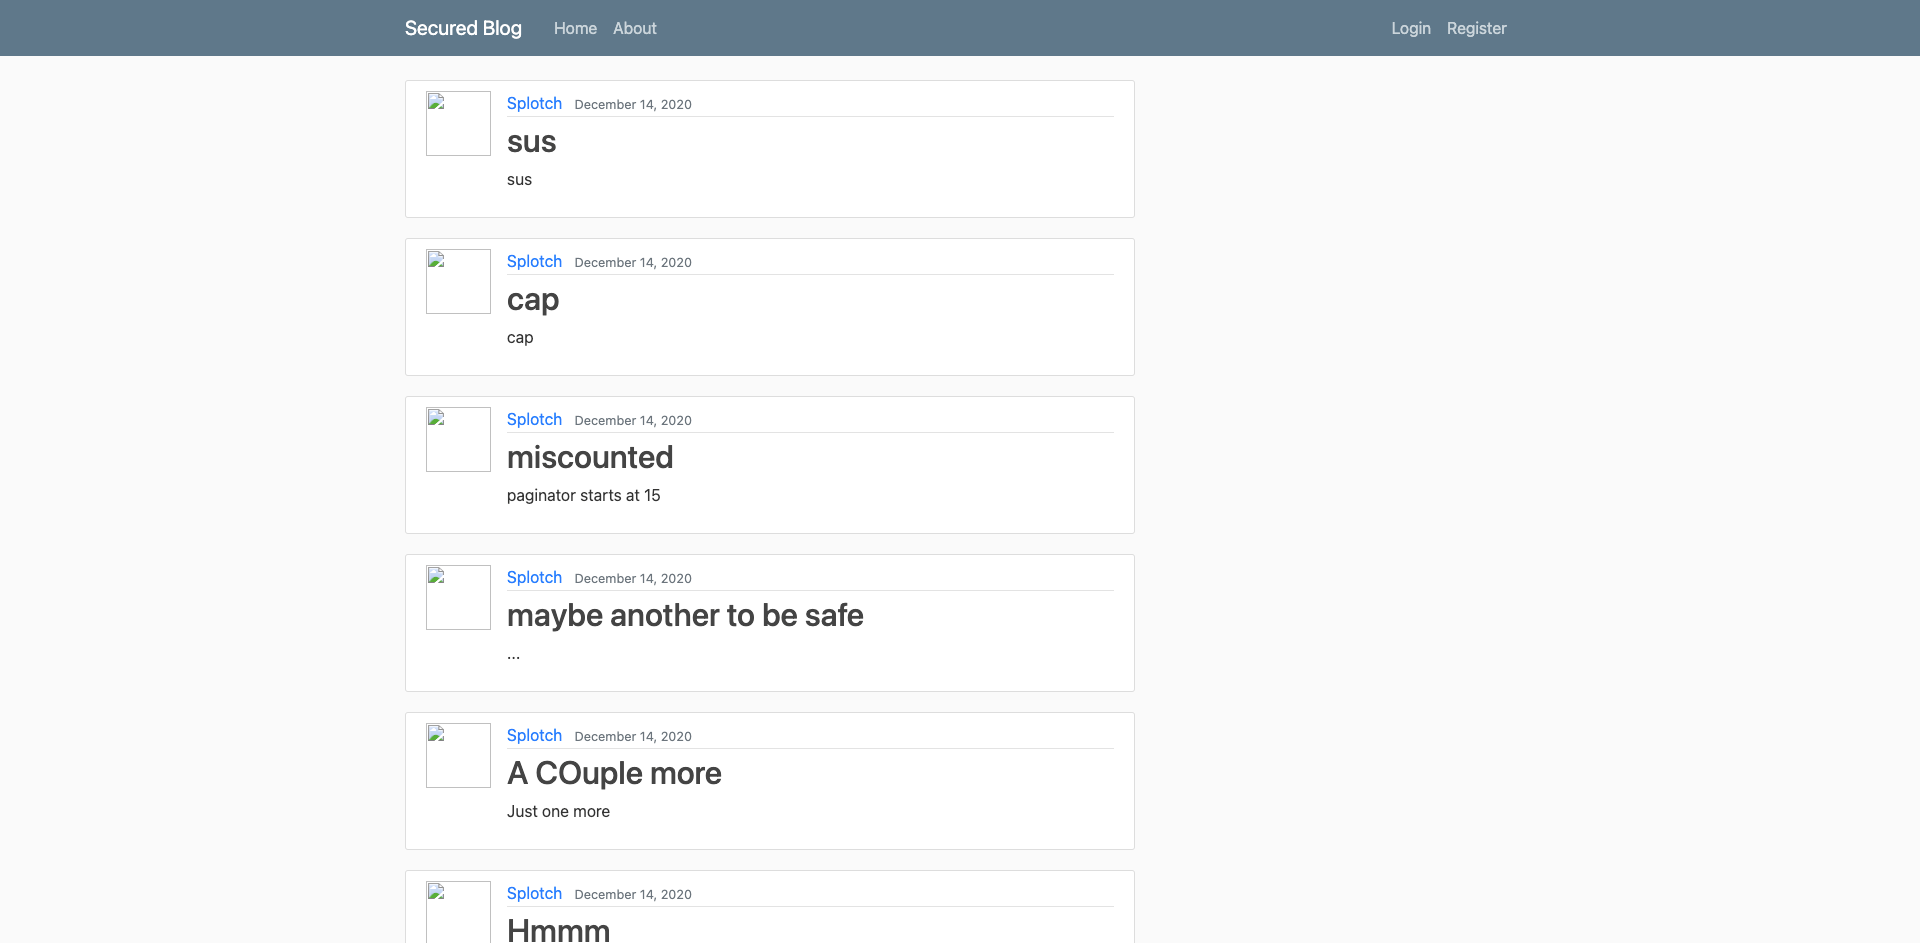 Secured Blog Home About Login Register
Splotch December 14, 2020
sus
sus
Splotch December 14, 2020
cap
cap
Splotch December 14, 2020
miscounted
paginator starts at 15
Splotch December 14, 2020
maybe another to be safe
...
Splotch December 14, 2020
A COuple more
Just one more
Splotch December 14, 2020
Hmmm